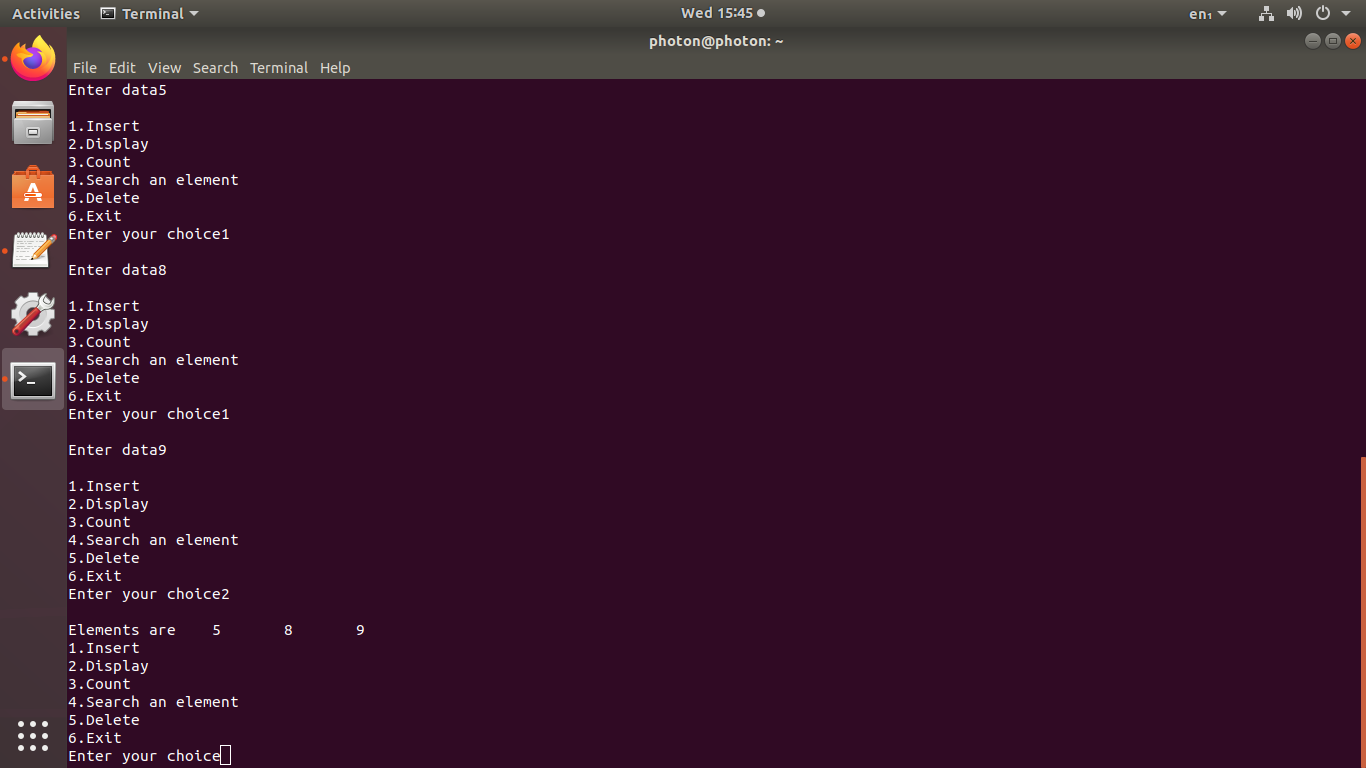 Activities Terminal Wed 15:45 en₁
photon@photon: ~
File Edit View Search Terminal Help
Enter data5
1.Insert
2.Display
3.Count
4.Search an element
5.Delete
6.Exit
Enter your choice1
Enter data8
1.Insert
2.Display
3.Count
4.Search an element
5.Delete
6.Exit
Enter your choice1
Enter data9
1.Insert
2.Display
3.Count
4.Search an element
5.Delete
6.Exit
Enter your choice2
Elements are 5 8 9
1.Insert
2.Display
3.Count
4.Search an element
5.Delete
6.Exit
Enter your choice